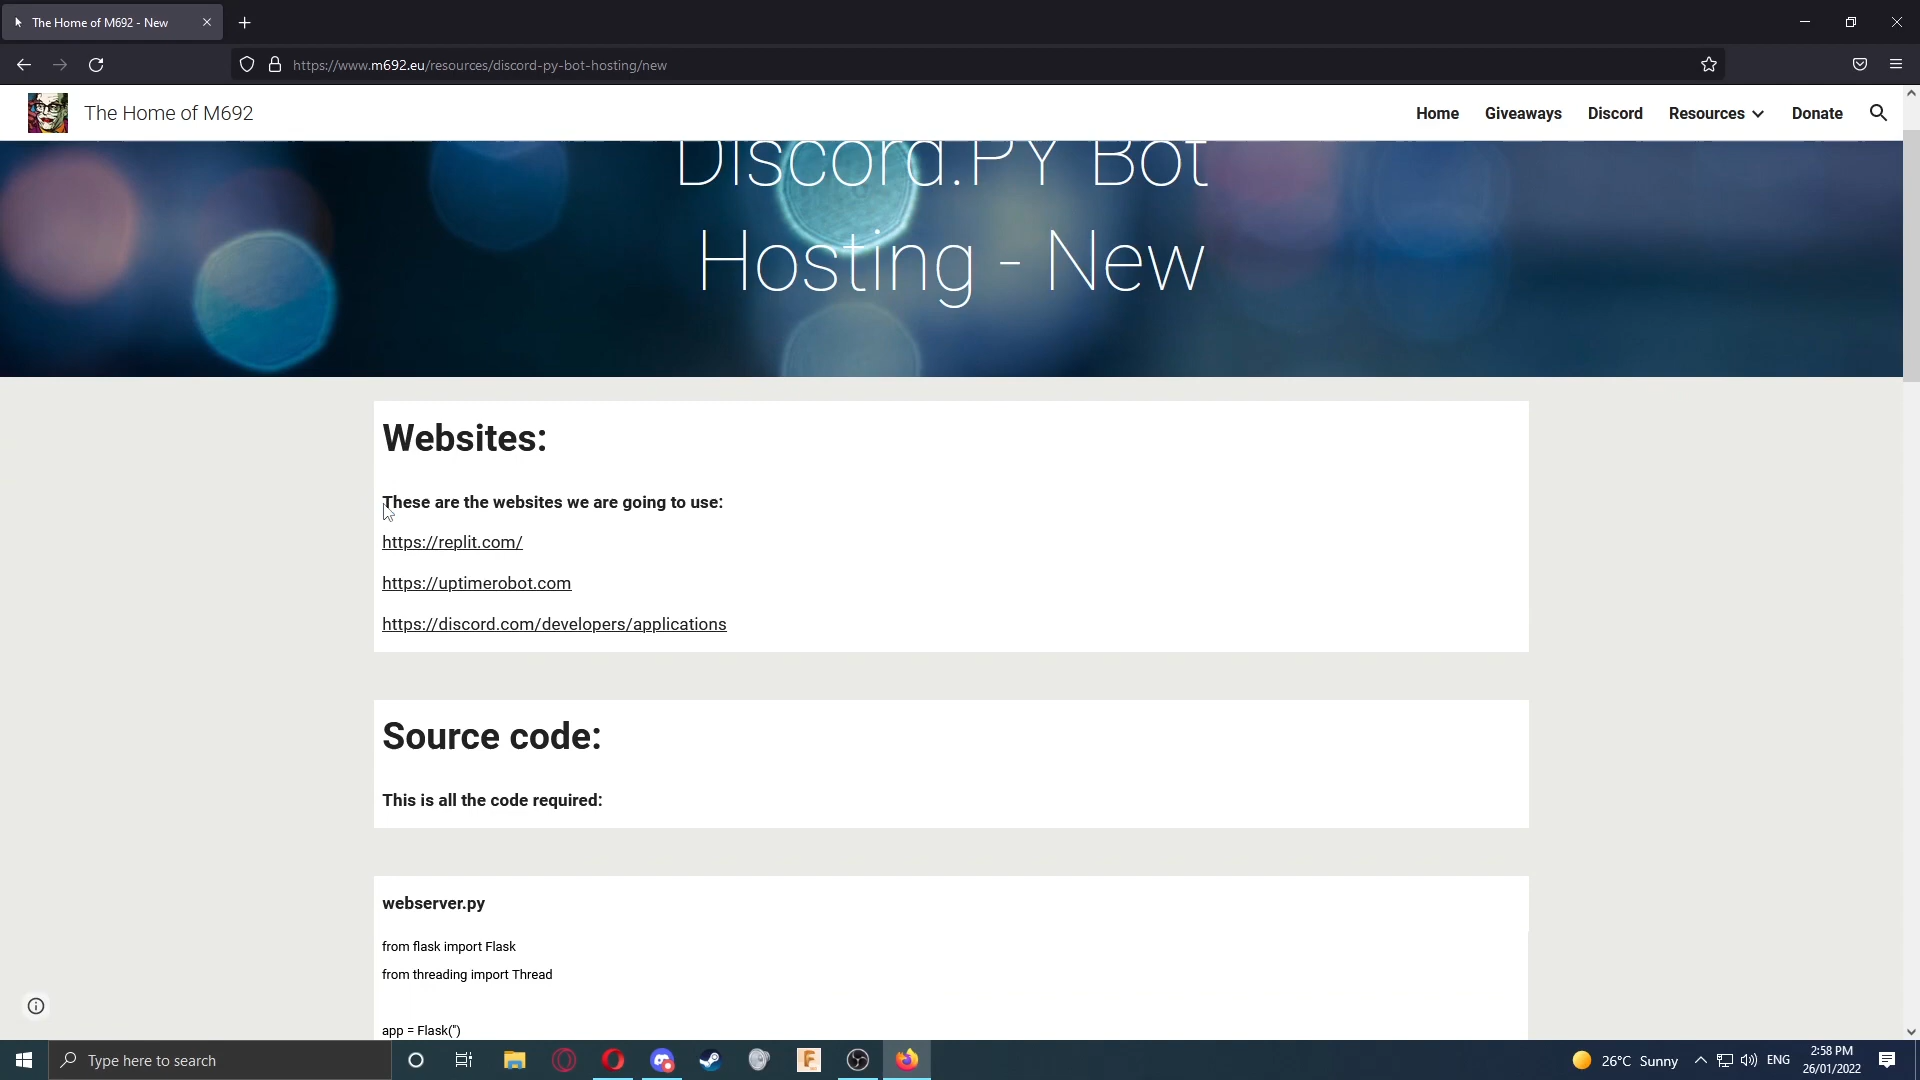 The Home of M692 - New
https://www.m692.eu/resources/discord-py-bot-hosting/new
The Home of M692
Home
Giveaways
Discord
Resources
Donate
Discord.PY Bot
Hosting - New
Websites:
These are the websites we are going to use:
https://replit.com/
https://uptimerobot.com
https://discord.com/developers/applications
Source code:
This is all the code required:
webserver.py
from flask import Flask
from threading import Thread
app = Flask('')
Type here to search
26°C Sunny
ENG
2:58 PM
26/01/2022